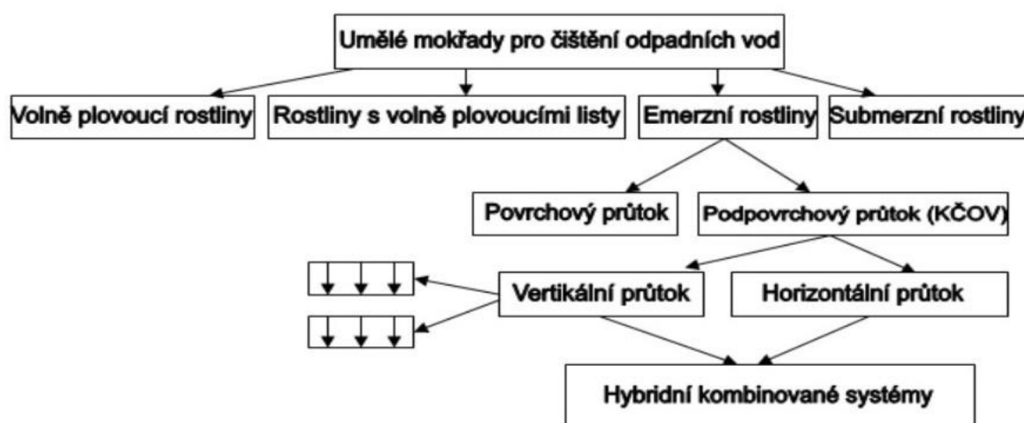 Umělé mokřady pro čištění odpadních vod
Volně plovoucí rostliny
Rostliny s volně plovoucími listy
Emerzní rostliny
Submerzní rostliny
Povrchový průtok
Podpovrchový průtok (KČOV)
Vertikální průtok
Horizontální průtok
Hybridní kombinované systémy